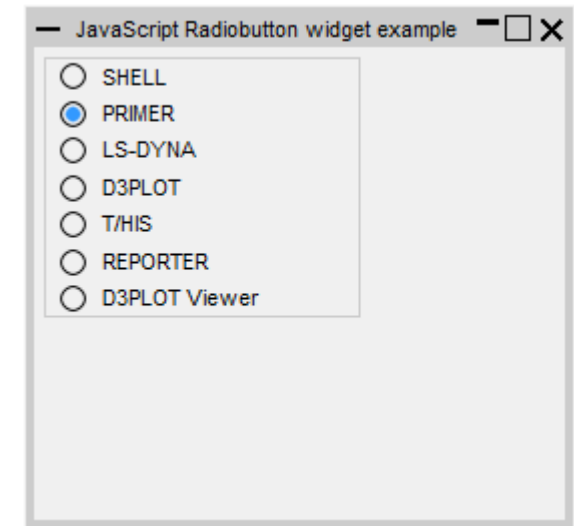 JavaScript Radiobutton widget example
SHELL
PRIMER
LS-DYNA
D3PLOT
T/HIS
REPORTER
D3PLOT Viewer